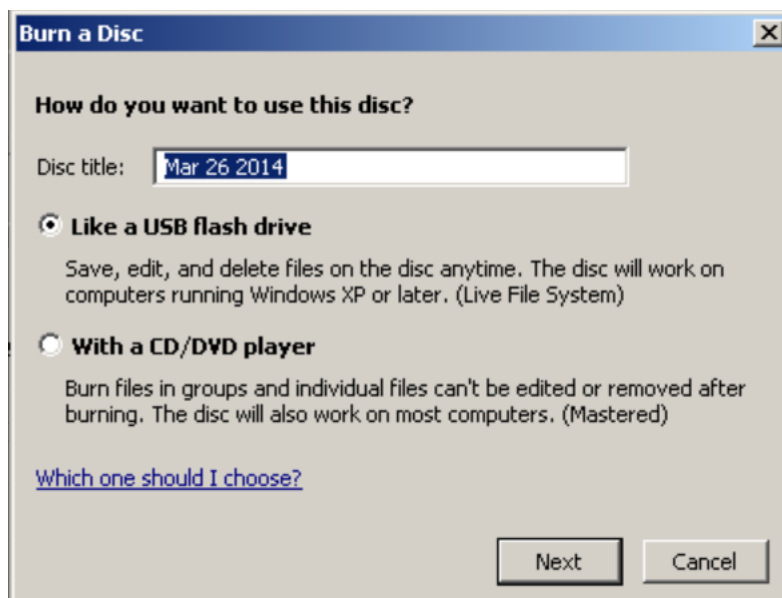 Burn a Disc
How do you want to use this disc?
Disc title: Mar 26 2014
Like a USB flash drive
Save, edit, and delete files on the disc anytime. The disc will work on
computers running Windows XP or later. (Live File System)
With a CD/DVD player
Burn files in groups and individual files can't be edited or removed after
burning. The disc will also work on most computers. (Mastered)
Which one should I choose?
Next Cancel